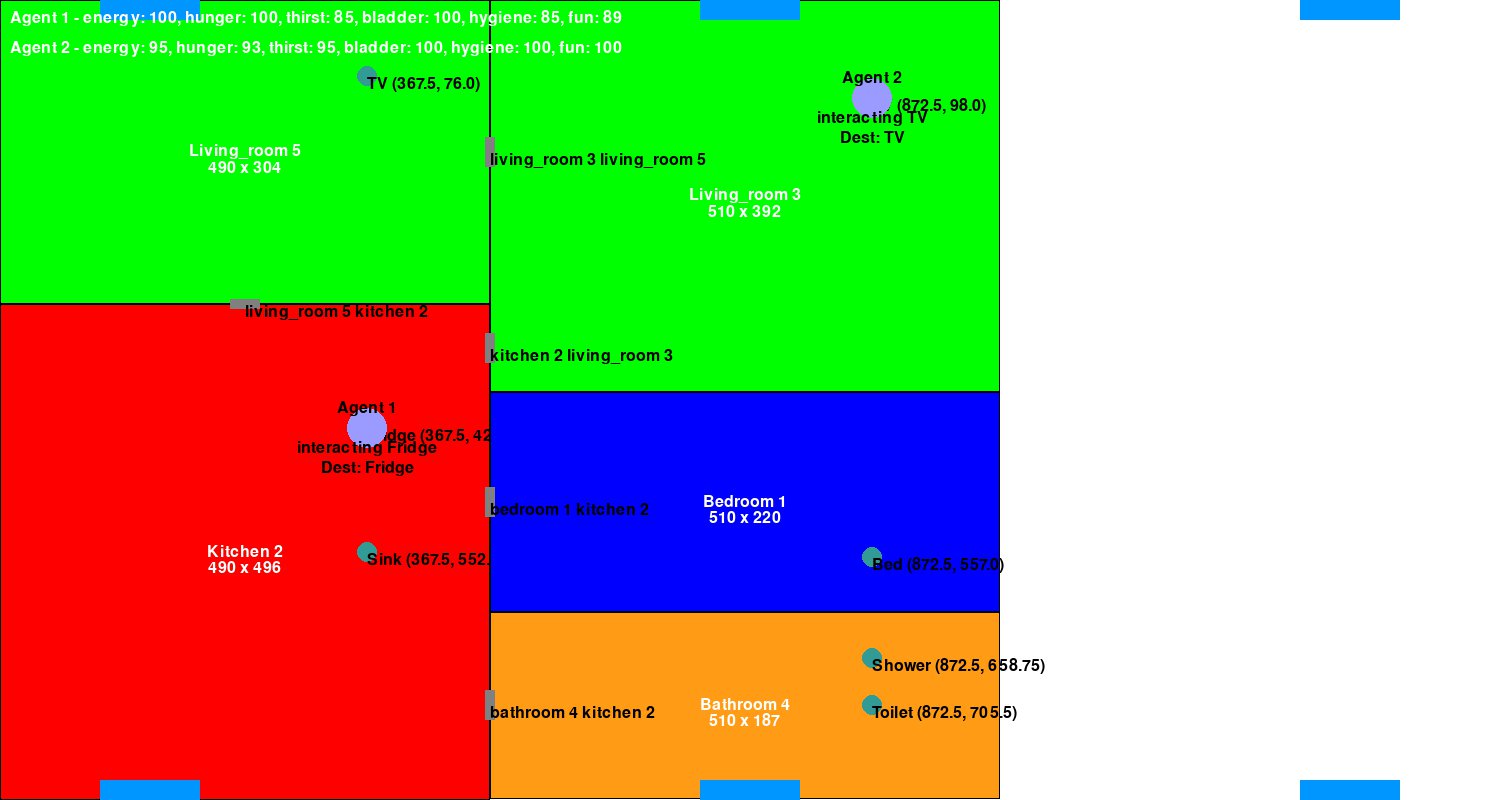 Agent 1 - energy: 100, hunger: 100, thirst: 85, bladder: 100, hygiene: 85, fun: 89
Agent 2 - energy: 95, hunger: 93, thirst: 95, bladder: 100, hygiene: 100, fun: 100
TV (367.5, 76.0)
Agent 2
(872.5, 98.0)
interacting TV
Dest: TV
Living_room 5
490 x 304
living_room 3 living_room 5
Living_room 3
510 x 392
living_room 5 kitchen 2
kitchen 2 living_room 3
Agent 1
idge (367.5, 42
interacting Fridge
Dest: Fridge
Bedroom 1
510 x 220
bedroom 1 kitchen 2
Kitchen 2
490 x 496
Sink (367.5, 552.
Bed (872.5, 557.0)
Shower (872.5, 658.75)
Bathroom 4
510 x 187
bathroom 4 kitchen 2
Toilet (872.5, 705.5)